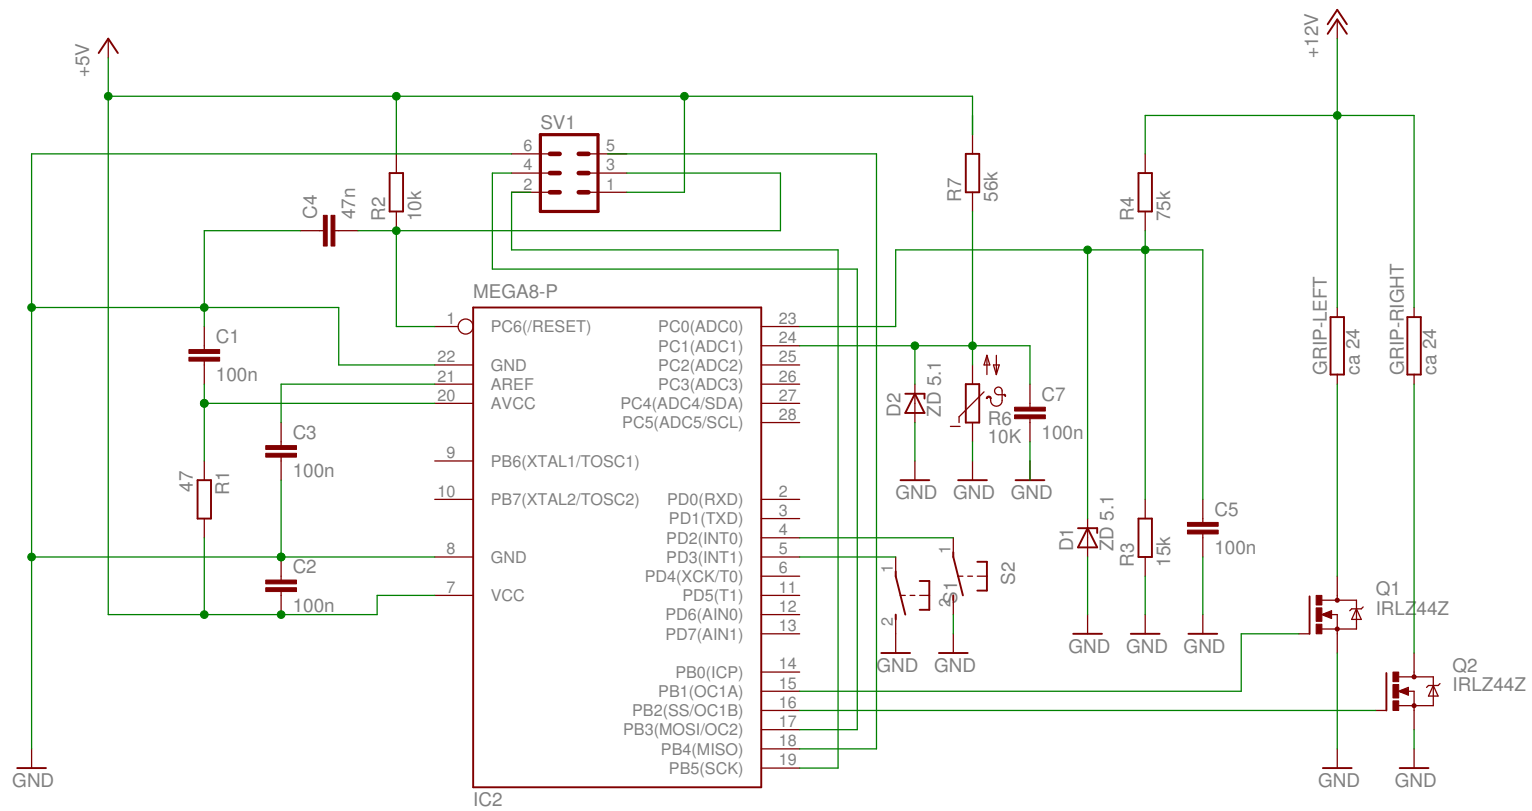 +5V
+12V
SV1
6
5
4
3
2
1
C4
47n
R2
10k
R7
56k
R4
75k
MEGA8-P
GRIP-LEFT
ca 24
GRIP-RIGHT
ca 24
1
PC6(/RESET)
PC0(ADC0)
23
PC1(ADC1)
24
C1
100n
22
GND
PC2(ADC2)
25
21
AREF
PC3(ADC3)
26
20
AVCC
PC4(ADC4/SDA)
27
PC5(ADC5/SCL)
28
D2
ZD 5.1
R6
10K
C7
100n
C3
100n
9
PB6(XTAL1/TOSC1)
47
R1
GND
GND
GND
10
PB7(XTAL2/TOSC2)
PD0(RXD)
2
PD1(TXD)
3
PD2(INT0)
4
8
GND
PD3(INT1)
5
PD4(XCK/T0)
6
C2
100n
7
VCC
PD5(T1)
11
PD6(AIN0)
12
PD7(AIN1)
13
1
2
S1
1
2
S2
D1
ZD 5.1
R3
15k
C5
100n
Q1
IRLZ44Z
GND
GND
GND
GND
GND
PB0(ICP)
14
PB1(OC1A)
15
PB2(SS/OC1B)
16
PB3(MOSI/OC2)
17
PB4(MISO)
18
PB5(SCK)
19
Q2
IRLZ44Z
GND
GND
GND
IC2